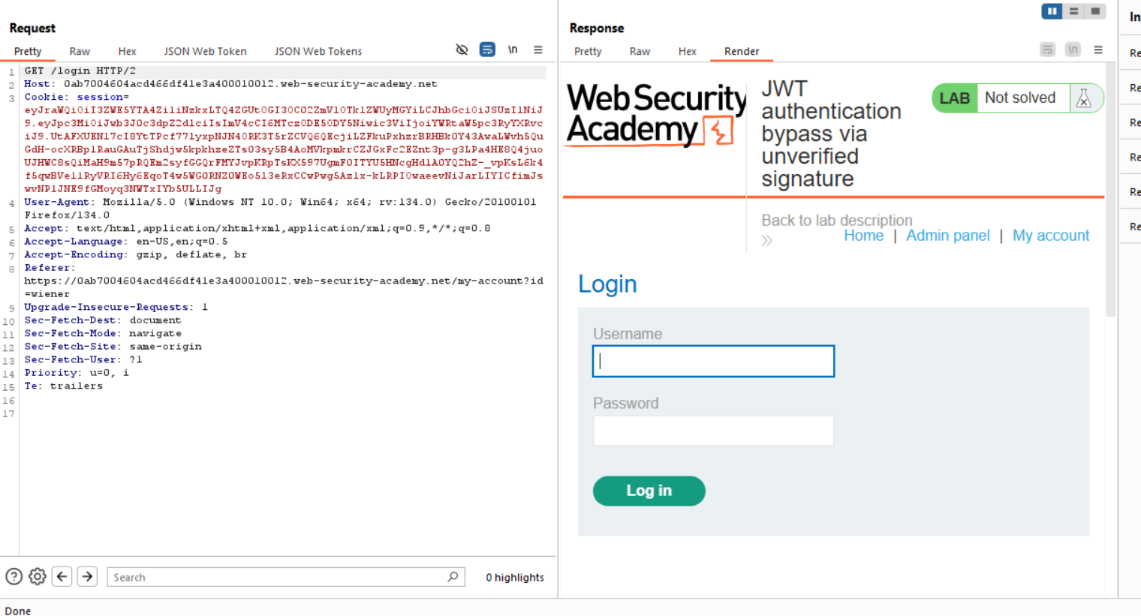 Request
Pretty Raw Hex JSON Web Token JSON Web Tokens \n
1 GET /login HTTP/2
2 Host: 0ab7004604acd466df41e3a400010012.web-security-academy.net
3 Cookie: session=
4 User-Agent: Mozilla/5.0 (Windows NT 10.0; Win64; x64; rv:134.0) Gecko/20100101
Firefox/134.0
5 Accept: text/html,application/xhtml+xml,application/xml;q=0.9,*/*;q=0.8
6 Accept-Language: en-US,en;q=0.5
7 Accept-Encoding: gzip, deflate, br
8 Referer:
https://0ab7004604acd466df41e3a400010012.web-security-academy.net/my-account?id
=wiener
9 Upgrade-Insecure-Requests: 1
10 Sec-Fetch-Dest: document
11 Sec-Fetch-Mode: navigate
12 Sec-Fetch-Site: same-origin
13 Sec-Fetch-User: ?1
14 Priority: u=0, i
15 Te: trailers
16
17
Search
0 highlights
Done
Response
Pretty Raw Hex Render \n
Web Security
Academy
JWT
authentication
bypass via
unverified
signature
LAB Not solved
Back to lab description
Home | Admin panel | My account
Login
Username
Password
Log in
In
Re
Re
Re
Re
Re
Re